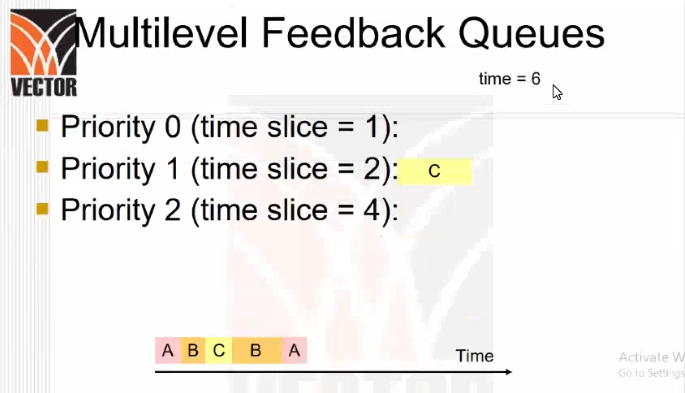 Multilevel Feedback Queues
VECTOR
time = 6
Priority 0 (time slice = 1):
Priority 1 (time slice = 2): C
Priority 2 (time slice = 4):
A B C B A
Time
Activate W
Go to Settings
VECTOR